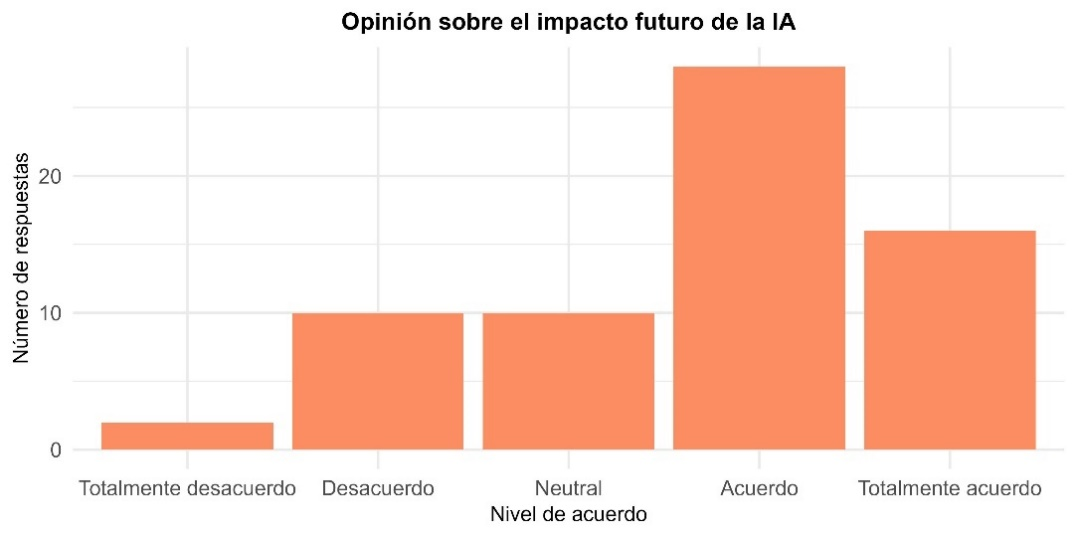 Opinión sobre el impacto futuro de la IA
Número de respuestas
20
10
0
Totalmente desacuerdo
Desacuerdo
Neutral
Acuerdo
Totalmente acuerdo
Nivel de acuerdo